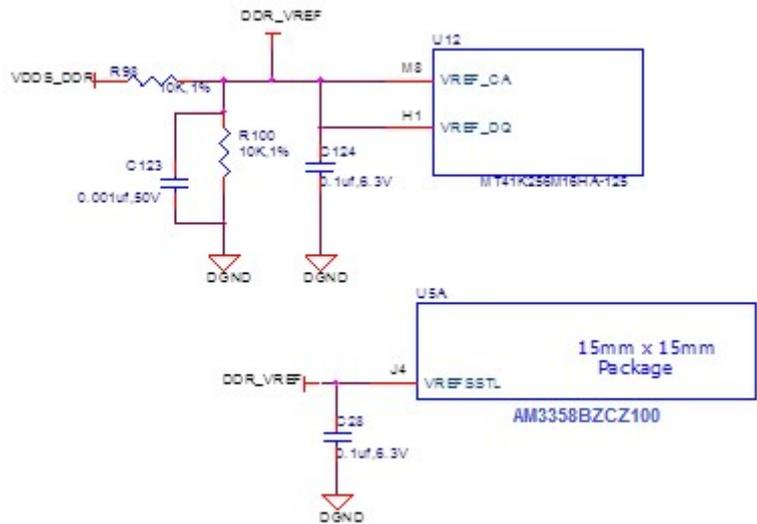 DDR_VREF
U12
VDDS_DDR
R98
10K,1%
M8
VREF_CA
H1
VREF_DQ
R100
10K,1%
C123
0.001uf,50V
C124
0.1uf,6.3V
MT41K256M16HA-125
DGND
DGND
U5A
15mm x 15mm
Package
DDR_VREF
J4
VREFSSTL
AM3358BZCZ100
C28
0.1uf,6.3V
DGND